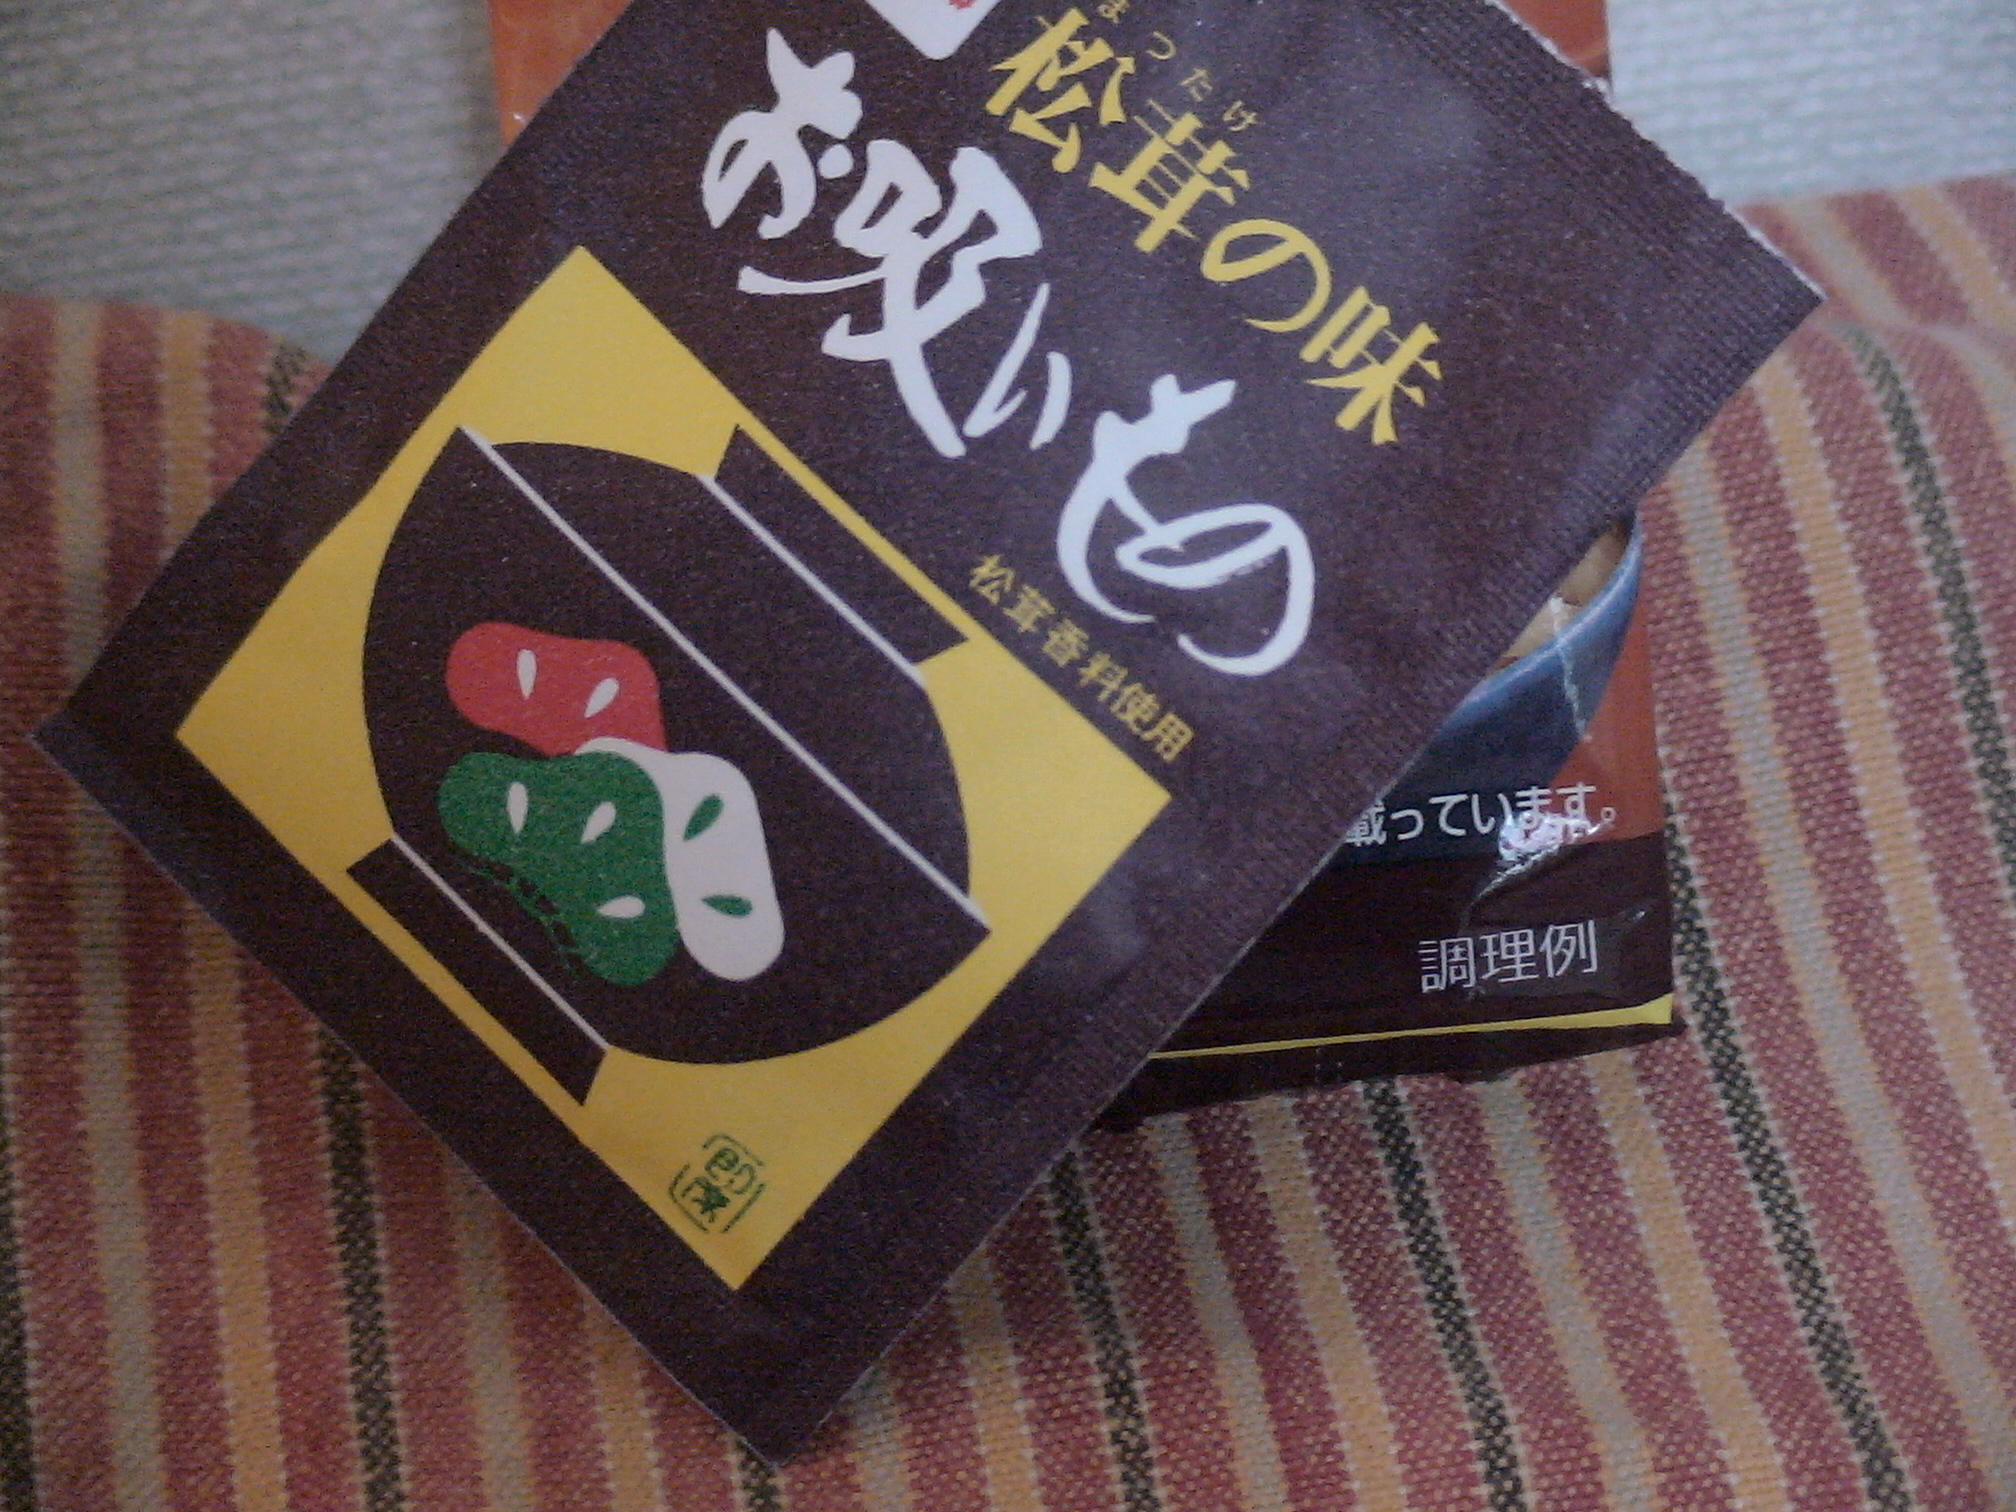 まつたけ
松茸の味
お吸いもの
松茸香料使用
載っています。
調理例